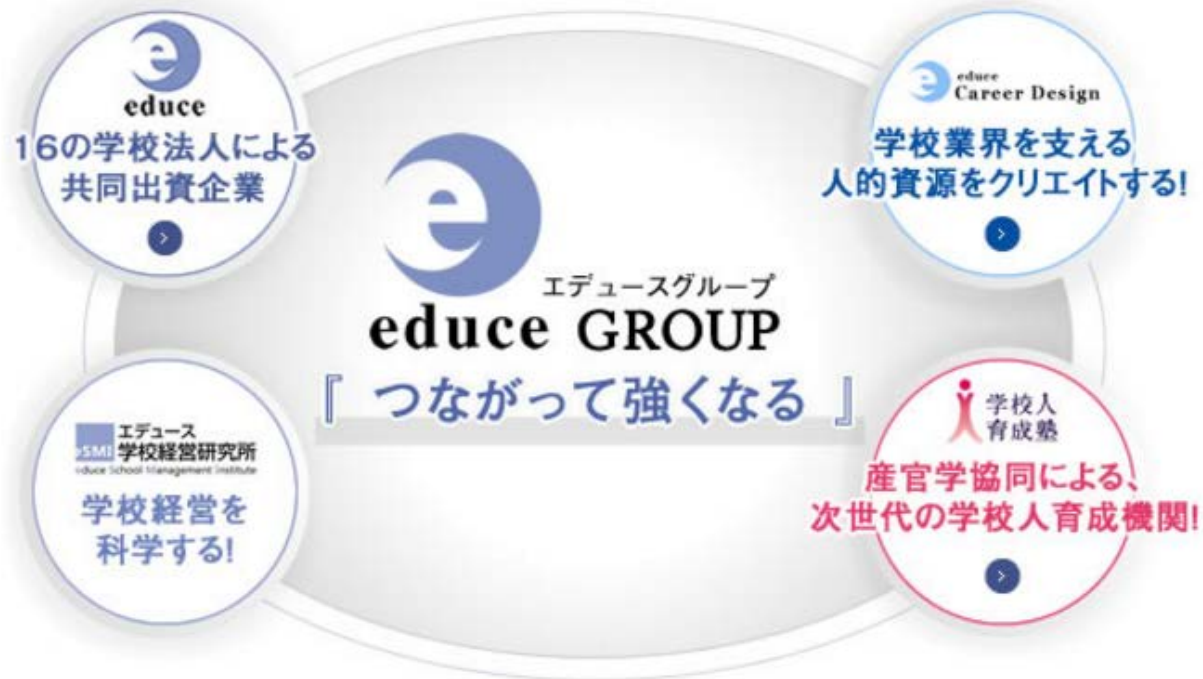 e
educe
16の学校法人による
共同出資企業
e
educe
Career Design
学校業界を支える
人的資源をクリエイトする!
e
エデュースグループ
educe GROUP
『 つながって強くなる 』
eSMI
エデュース
学校経営研究所
educe School Management Institute
学校経営を
科学する!
学校人
育成塾
産官学協同による、
次世代の学校人育成機関!